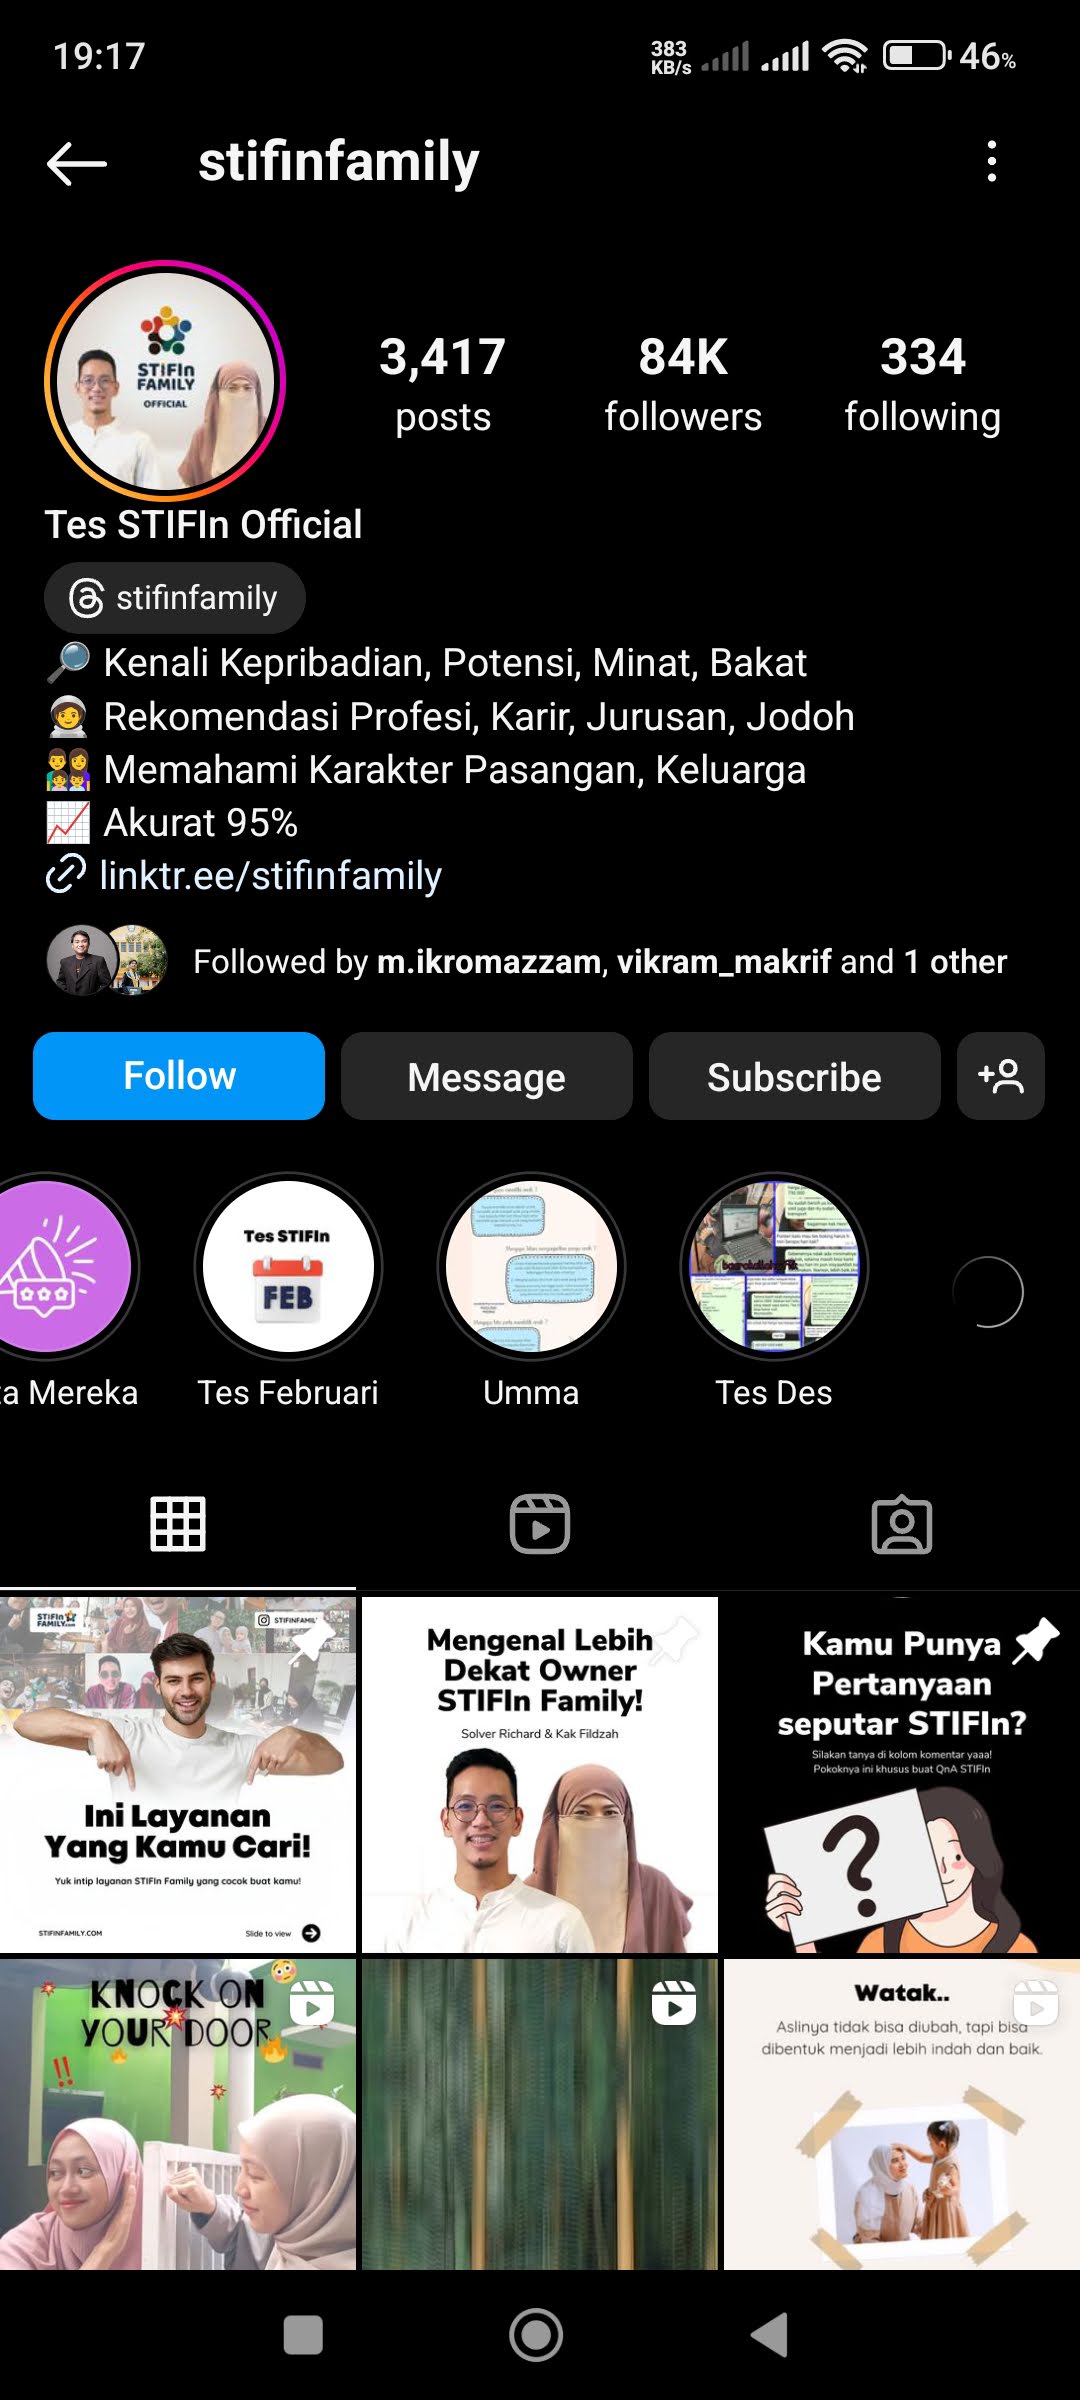 19:17
383
KB/s
46%
stifinfamily
STIFIn
FAMILY
OFFICIAL
3,417
posts
84K
followers
334
following
Tes STIFIn Official
stifinfamily
Kenali Kepribadian, Potensi, Minat, Bakat
Rekomendasi Profesi, Karir, Jurusan, Jodoh
Memahami Karakter Pasangan, Keluarga
Akurat 95%
linktr.ee/stifinfamily
Followed by m.ikromazzam, vikram_makrif and 1 other
Follow
Message
Subscribe
Tes STIFIn
FEB
ta Mereka
Tes Februari
Umma
Tes Des
STIFIn
FAMILY.com
STIFINFAMIL
Ini Layanan
Yang Kamu Cari!
Yuk intip layanan STIFIn Family yang cocok buat kamu!
STIFINFAMILY.COM
Slide to view
Mengenal Lebih
Dekat Owner
STIFIn Family!
Solver Richard & Kak Fildzah
Kamu Punya
Pertanyaan
seputar STIFIn?
Silakan tanya di kolom komentar yaaa!
Pokoknya ini khusus buat QnA STIFIn
?
KNOCK ON
YOUR DOOR
Watak..
Aslinya tidak bisa diubah, tapi bisa
dibentuk menjadi lebih indah dan baik.